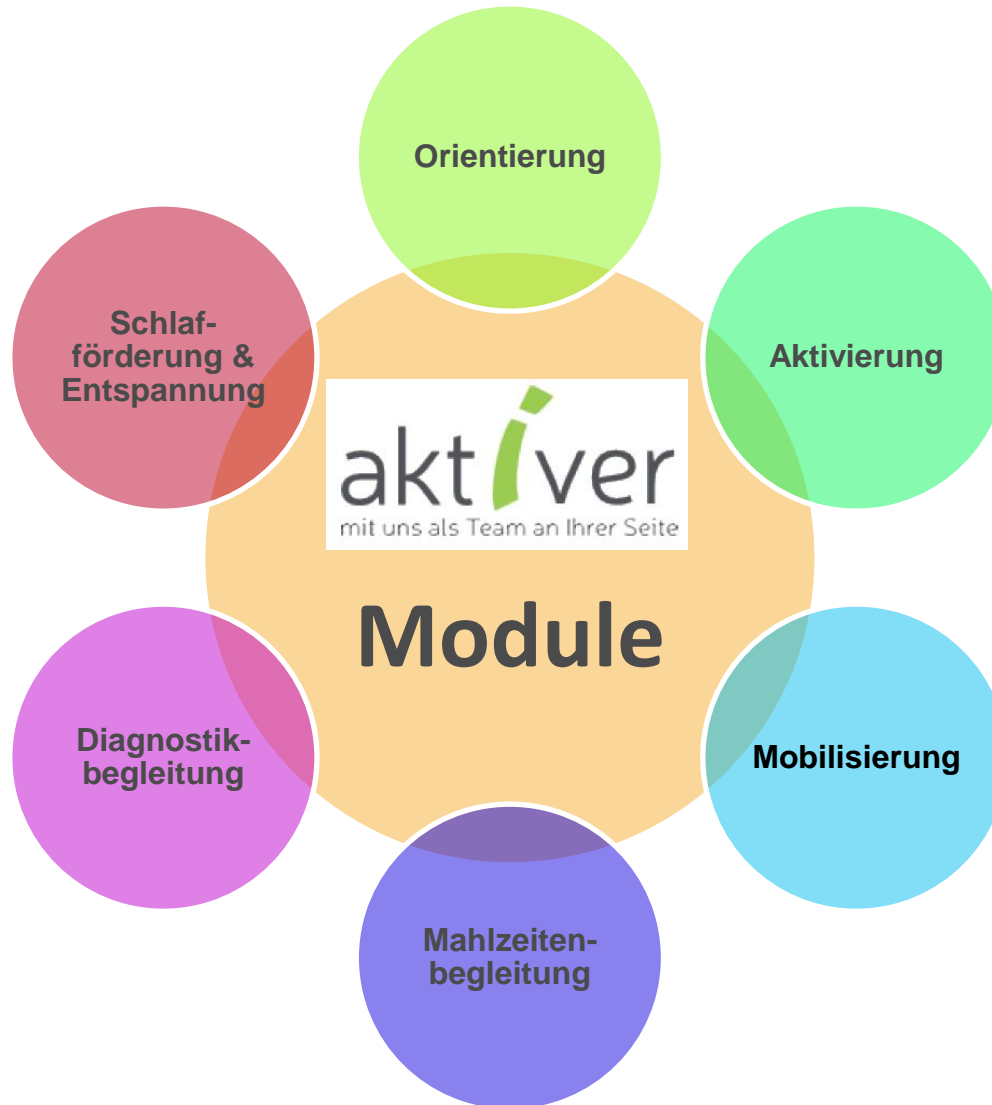 Orientierung
Aktivierung
Mobilisierung
Mahlzeiten-
begleitung
Diagnostik-
begleitung
Schlaf-
förderung &
Entspannung
aktiver
mit uns als Team an Ihrer Seite
Module